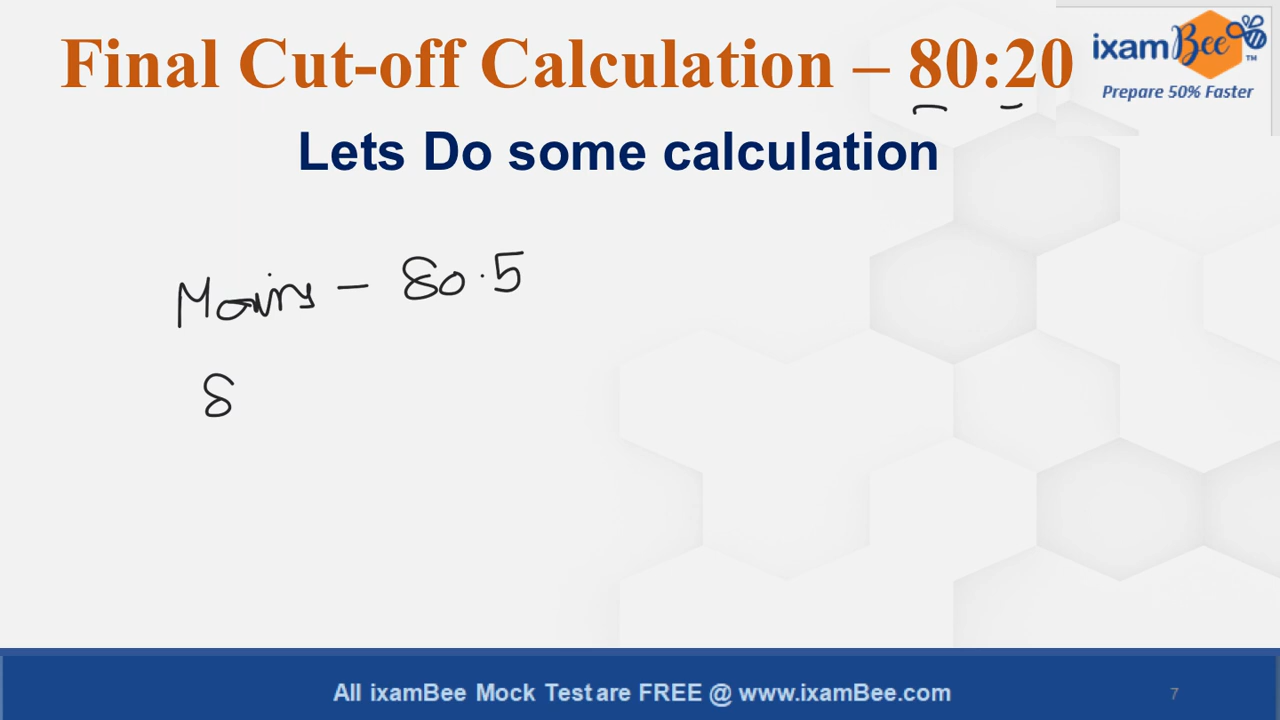 Final Cut-off Calculation – 80:20
ixamBee™
Prepare 50% Faster
Lets Do some calculation
Mains – 80.5
8
All ixamBee Mock Test are FREE @ www.ixamBee.com
7